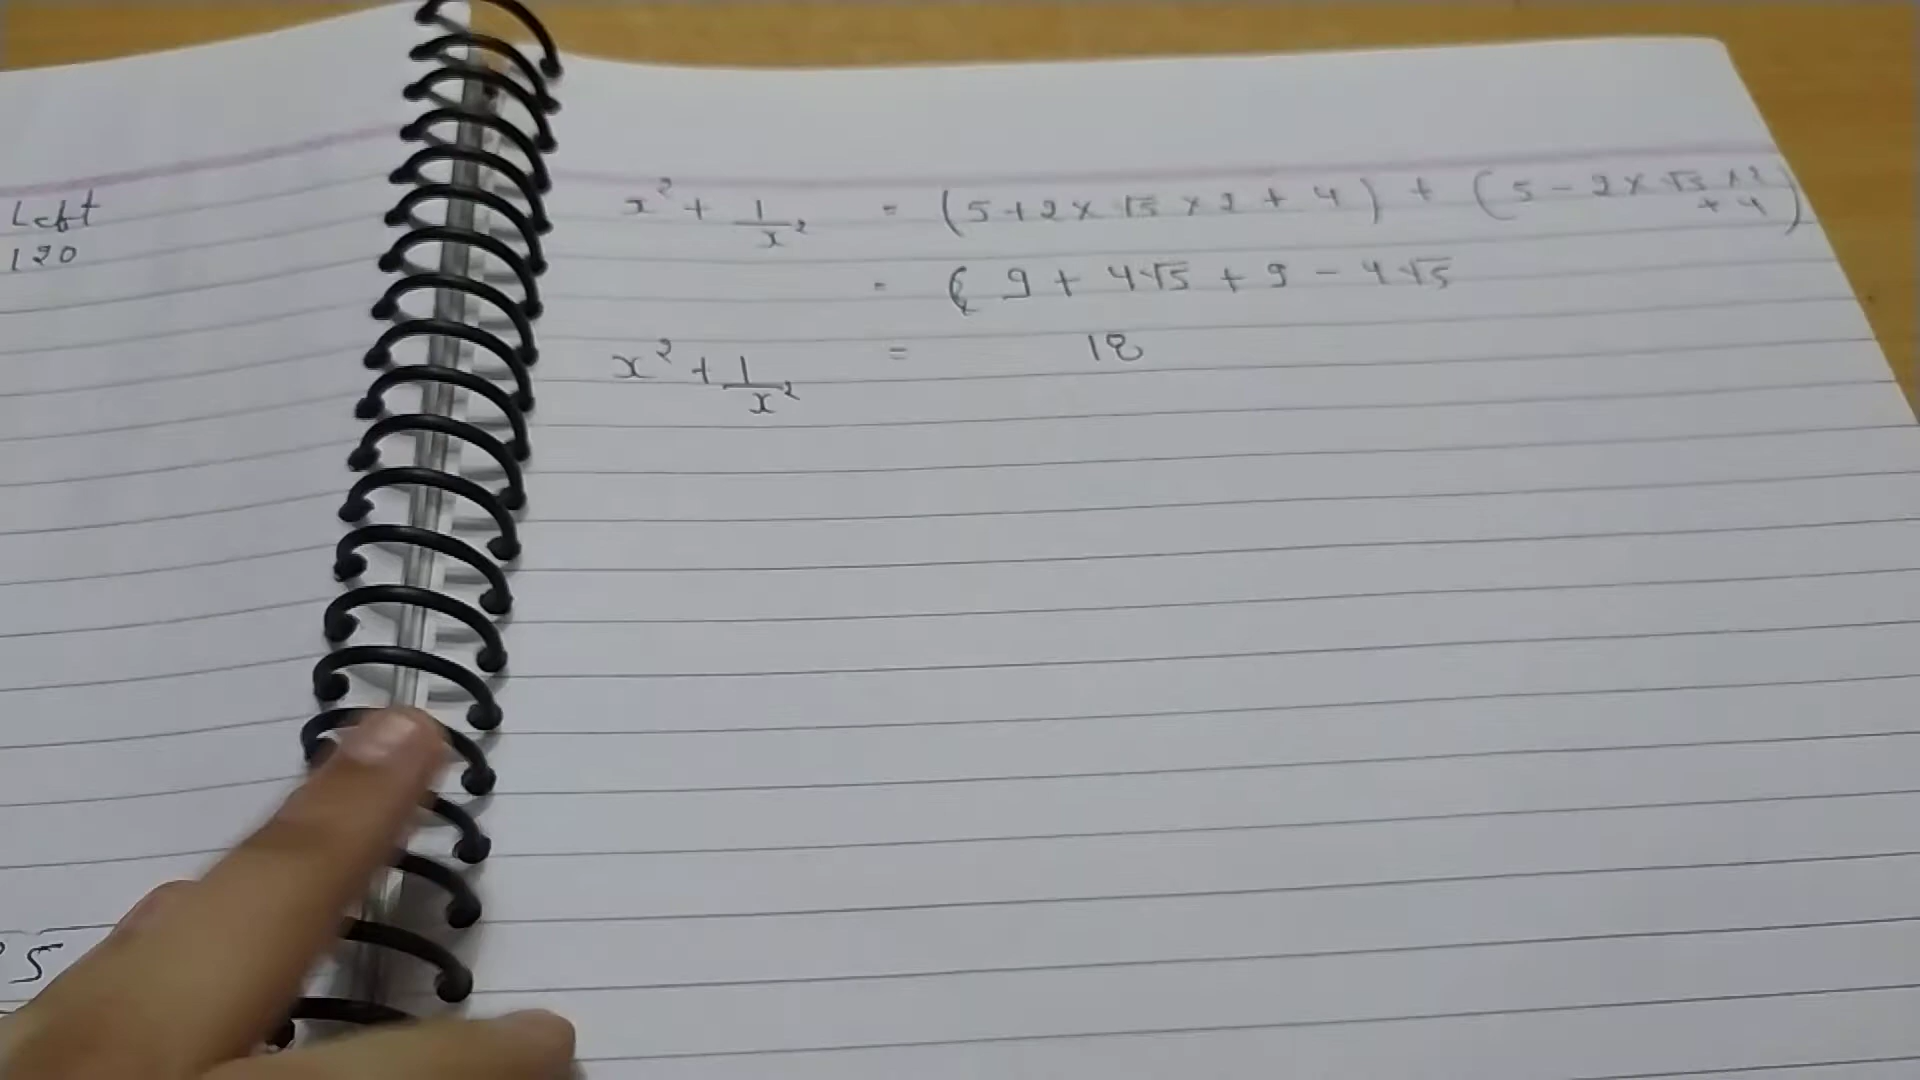 Left
120
x² + 1/x² = (5+2×√5×2+4) + (5-2×√5×2+4)
= ( 9 + 4√5 + 9 - 4√5
x² + 1/x² = 18
5